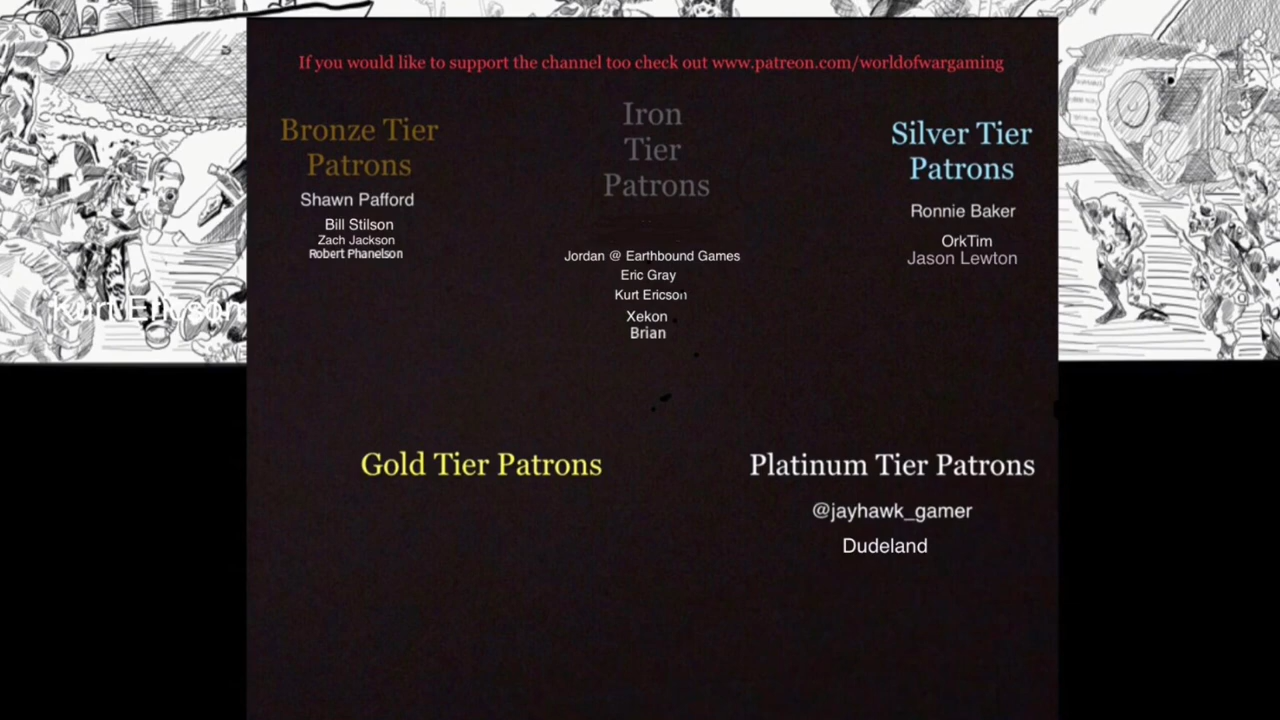 If you would like to support the channel too check out www.patreon.com/worldofwargaming
Bronze Tier
Patrons
Shawn Pafford
Bill Stilson
Zach Jackson
Robert Phanelson
Iron
Tier
Patrons
Jordan @ Earthbound Games
Eric Gray
Kurt Ericson
Xekon
Brian
Silver Tier
Patrons
Ronnie Baker
OrkTim
Jason Lewton
Kurt Ericson
Gold Tier Patrons
Platinum Tier Patrons
@jayhawk_gamer
Dudeland